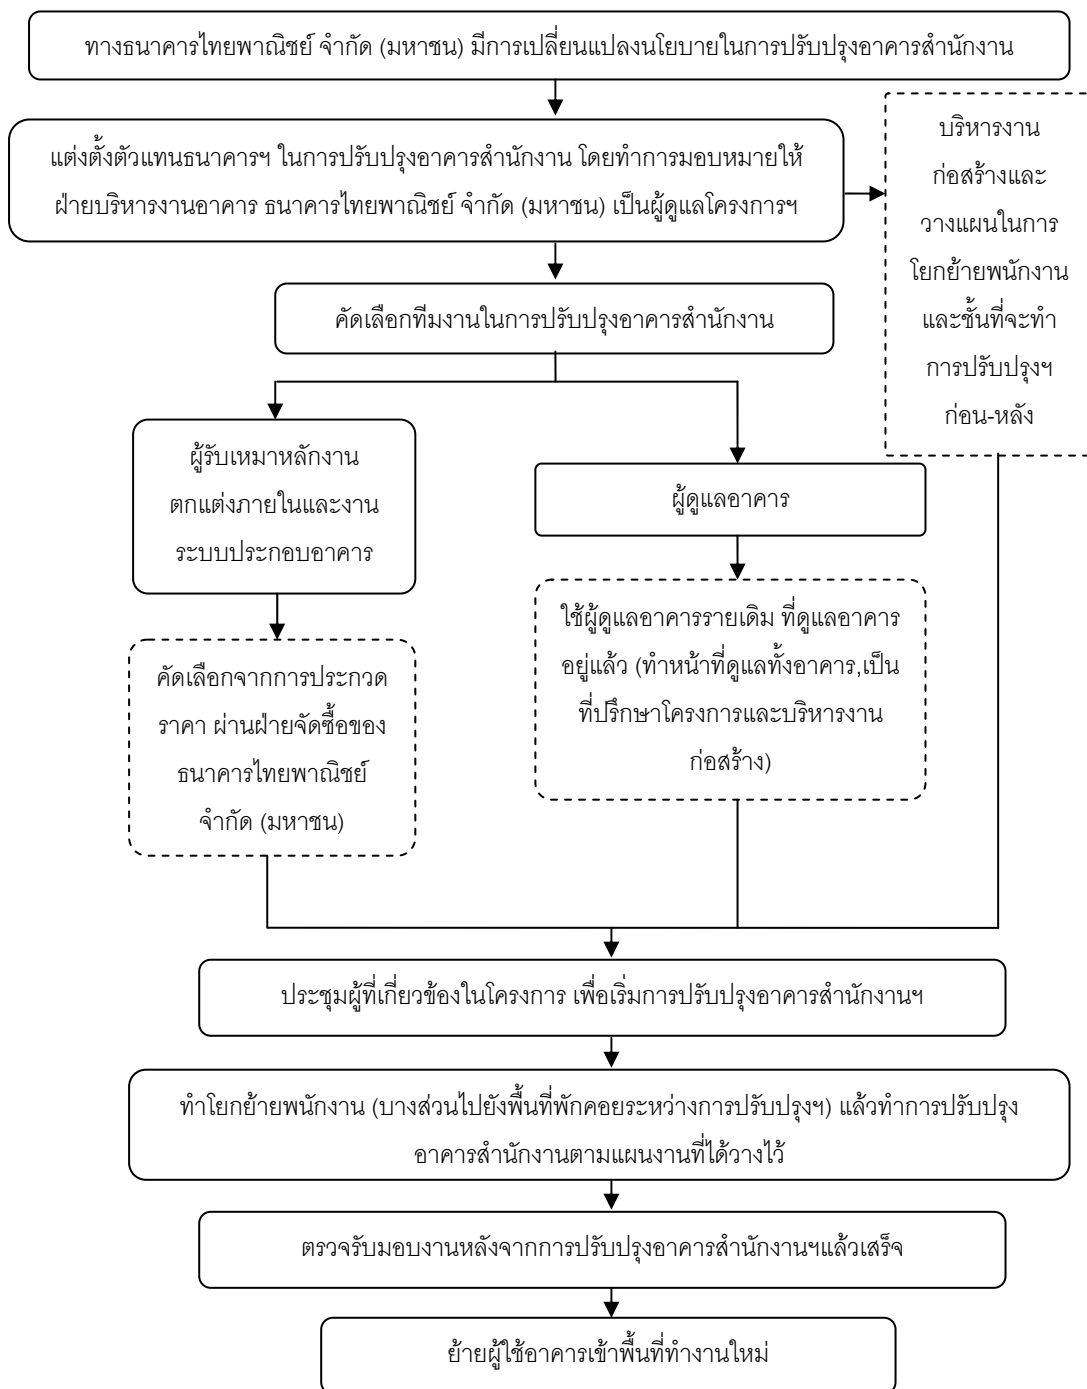 ทางธนาคารไทยพาณิชย์ จำกัด (มหาชน) มีการเปลี่ยนแปลงนโยบายในการปรับปรุงอาคารสำนักงาน
แต่งตั้งตัวแทนธนาคารฯ ในการปรับปรุงอาคารสำนักงาน โดยทำการมอบหมายให้
ฝ่ายบริหารงานอาคาร ธนาคารไทยพาณิชย์ จำกัด (มหาชน) เป็นผู้ดูแลโครงการฯ
บริหารงาน
ก่อสร้างและ
วางแผนในการ
โยกย้ายพนักงาน
และชั้นที่จะทำ
การปรับปรุงฯ
ก่อน-หลัง
คัดเลือกทีมงานในการปรับปรุงอาคารสำนักงาน
ผู้รับเหมาหลักงาน
ตกแต่งภายในและงาน
ระบบประกอบอาคาร
ผู้ดูแลอาคาร
คัดเลือกจากการประกวด
ราคา ผ่านฝ่ายจัดซื้อของ
ธนาคารไทยพาณิชย์
จำกัด (มหาชน)
ใช้ผู้ดูแลอาคารรายเดิม ที่ดูแลอาคาร
อยู่แล้ว (ทำหน้าที่ดูแลทั้งอาคาร,เป็น
ที่ปรึกษาโครงการและบริหารงาน
ก่อสร้าง)
ประชุมผู้ที่เกี่ยวข้องในโครงการ เพื่อเริ่มการปรับปรุงอาคารสำนักงานฯ
ทำโยกย้ายพนักงาน (บางส่วนไปยังพื้นที่พักคอยระหว่างการปรับปรุงฯ) แล้วทำการปรับปรุง
อาคารสำนักงานตามแผนงานที่ได้วางไว้
ตรวจรับมอบงานหลังจากการปรับปรุงอาคารสำนักงานฯแล้วเสร็จ
ย้ายผู้ใช้อาคารเข้าพื้นที่ทำงานใหม่